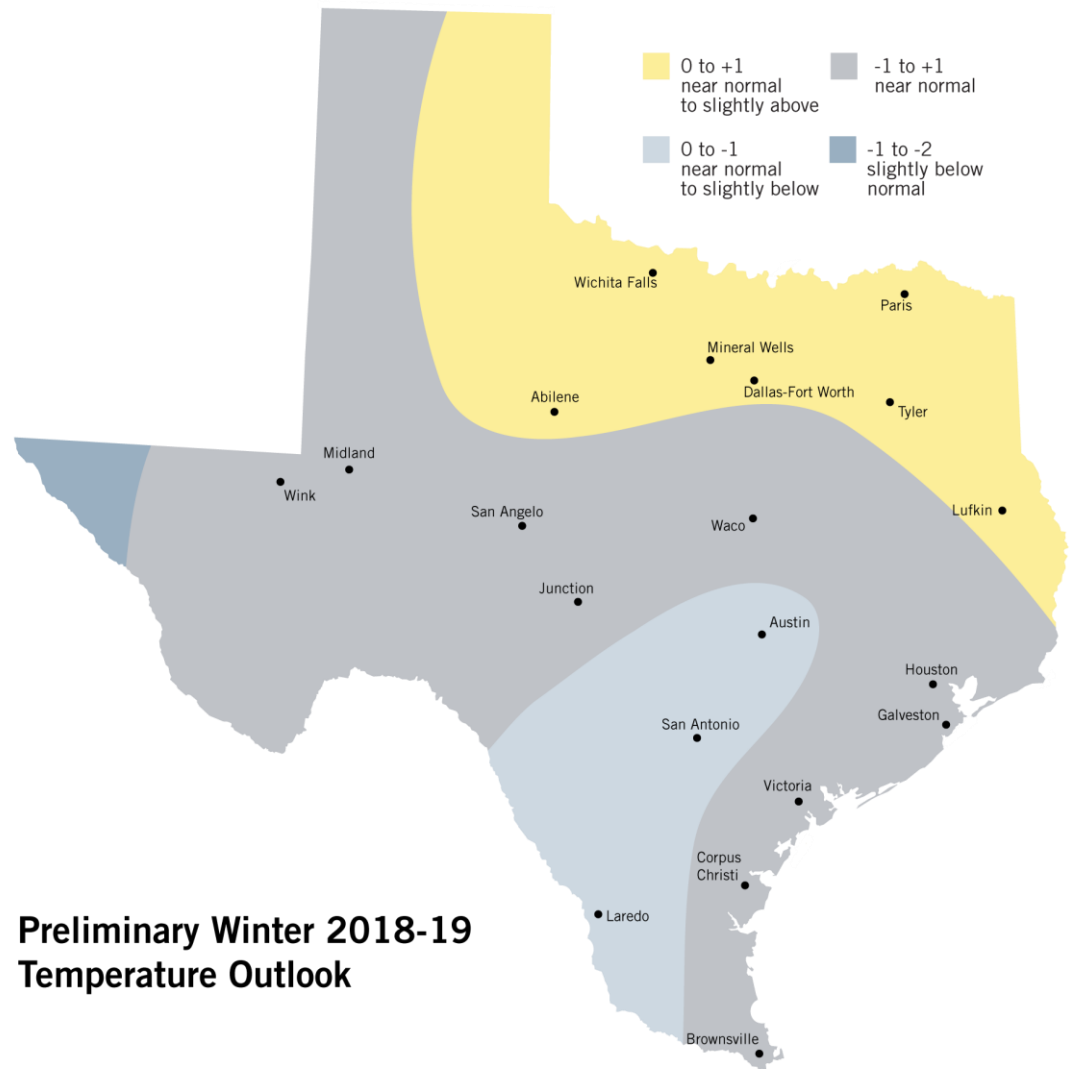 0 to +1
near normal
to slightly above
-1 to +1
near normal
0 to -1
near normal
to slightly below
-1 to -2
slightly below
normal
Wichita Falls
Paris
Mineral Wells
Dallas-Fort Worth
Abilene
Tyler
Midland
Wink
San Angelo
Waco
Lufkin
Junction
Austin
Houston
Galveston
San Antonio
Victoria
Corpus
Christi
Laredo
Preliminary Winter 2018-19
Temperature Outlook
Brownsville